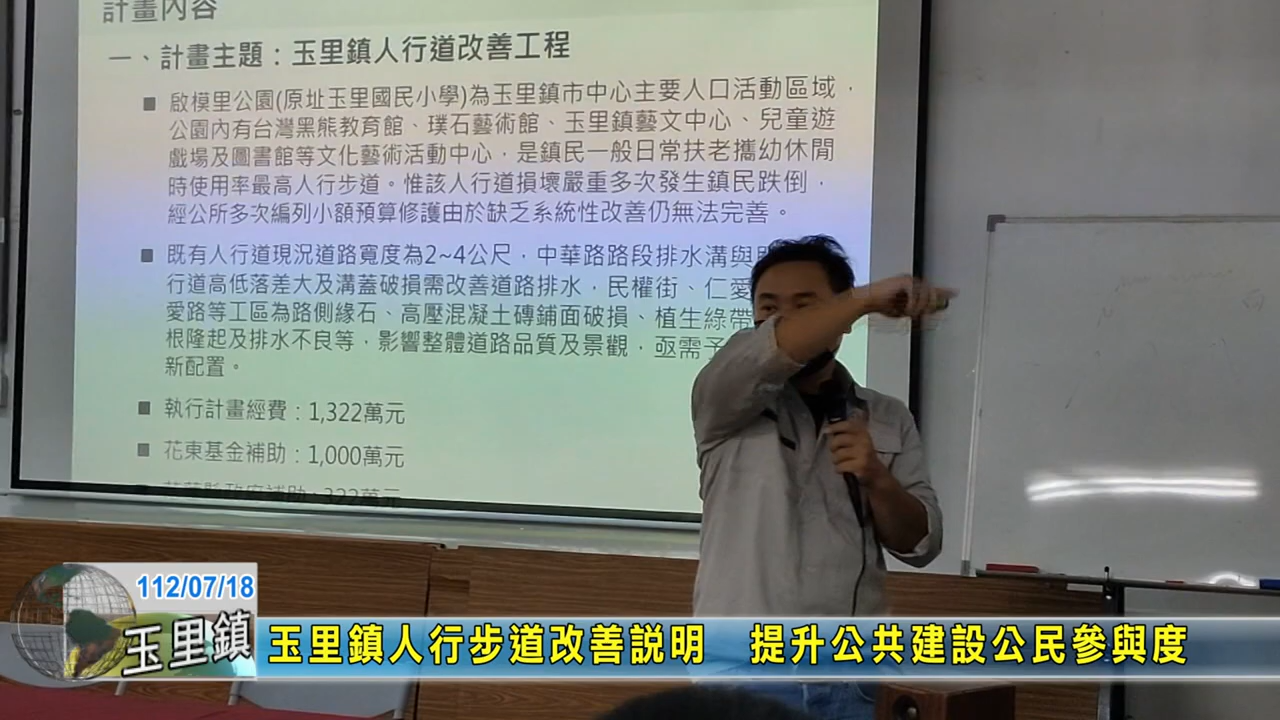 計畫內容
一、計畫主題：玉里鎮人行道改善工程
■ 啟模里公園(原址玉里國民小學)為玉里鎮市中心主要人口活動區域，
公園內有台灣黑熊教育館、璞石藝術館、玉里鎮藝文中心、兒童遊
戲場及圖書館等文化藝術活動中心，是鎮民一般日常扶老攜幼休閒
時使用率最高人行步道。惟該人行道損壞嚴重多次發生鎮民跌倒，
經公所多次編列小額預算修護由於缺乏系統性改善仍無法完善。
■ 既有人行道現況道路寬度為2~4公尺，中華路路段排水溝與
行道高低落差大及溝蓋破損需改善道路排水，民權街、仁愛
愛路等工區為路側緣石、高壓混凝土磚鋪面破損、植生綠帶
根隆起及排水不良等，影響整體道路品質及景觀，亟需予
新配置。
■ 執行計畫經費：1,322萬元
■ 花東基金補助：1,000萬元
花蓮縣政府補助：322萬元
112/07/18
玉里鎮
玉里鎮人行步道改善說明 提升公共建設公民參與度